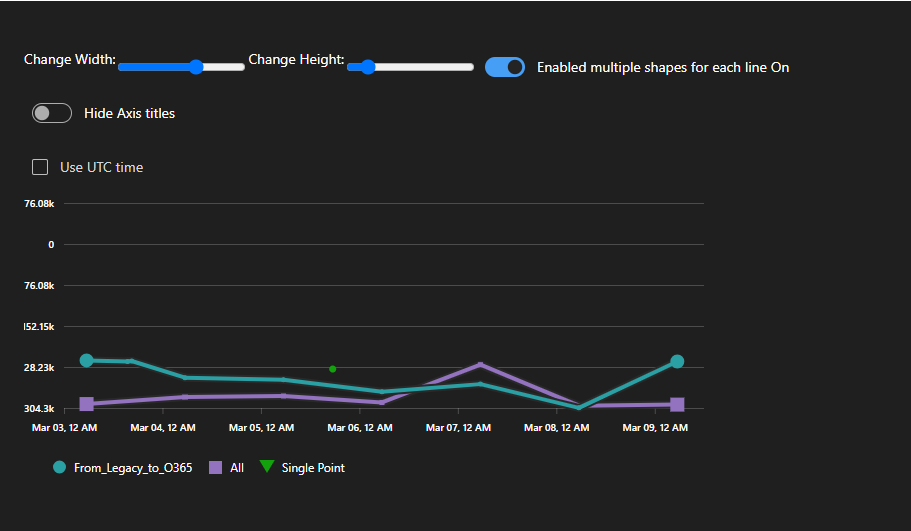 Change Width: Change Height: Enabled multiple shapes for each line On
Hide Axis titles
Use UTC time
76.08k
0
76.08k
152.15k
28.23k
304.3k
Mar 03, 12 AM Mar 04, 12 AM Mar 05, 12 AM Mar 06, 12 AM Mar 07, 12 AM Mar 08, 12 AM Mar 09, 12 AM
From_Legacy_to_O365 All Single Point